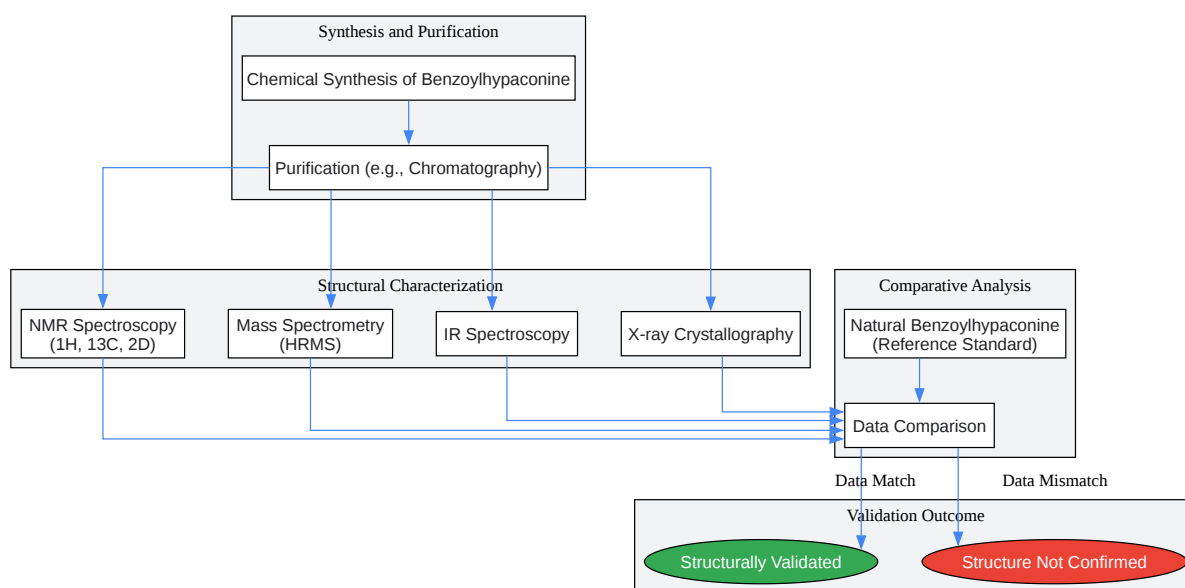 Synthesis and Purification
Chemical Synthesis of Benzoylhypaconine
Purification (e.g., Chromatography)
Structural Characterization
NMR Spectroscopy
(1H, 13C, 2D)
Mass Spectrometry
(HRMS)
IR Spectroscopy
X-ray Crystallography
Comparative Analysis
Natural Benzoylhypaconine
(Reference Standard)
Data Comparison
Data Match
Data Mismatch
Validation Outcome
Structurally Validated
Structure Not Confirmed